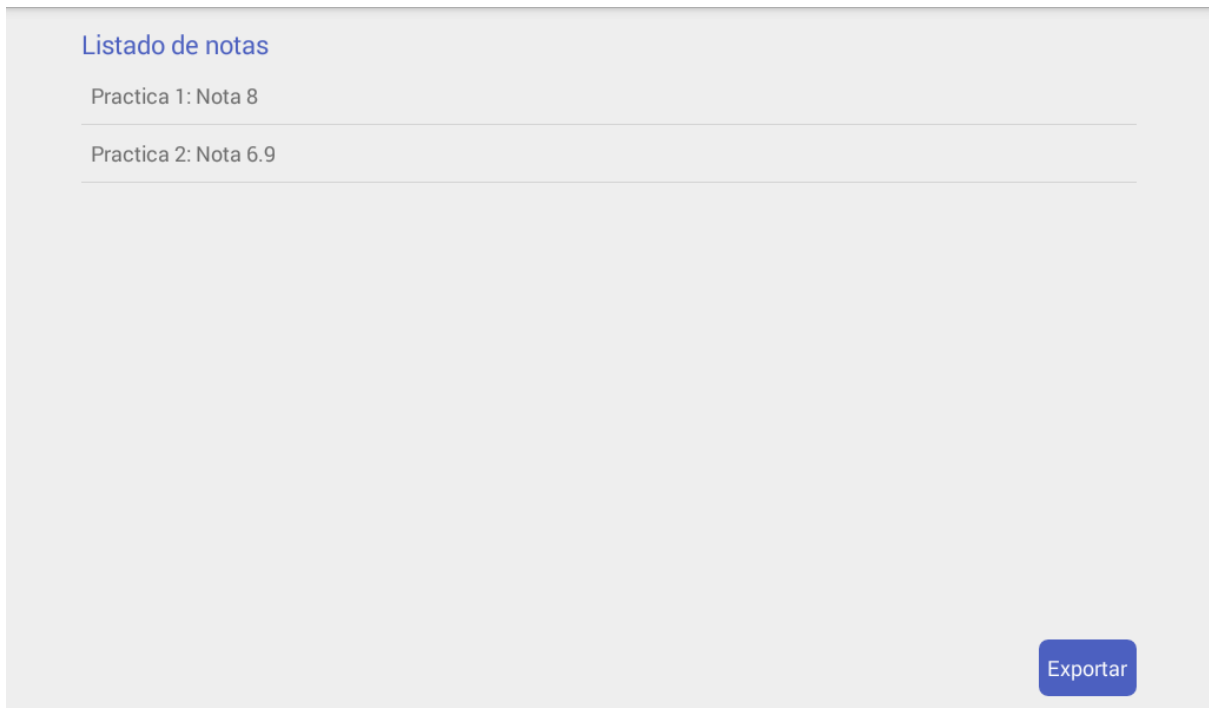 Listado de notas
Practica 1: Nota 8
Practica 2: Nota 6.9
Exportar